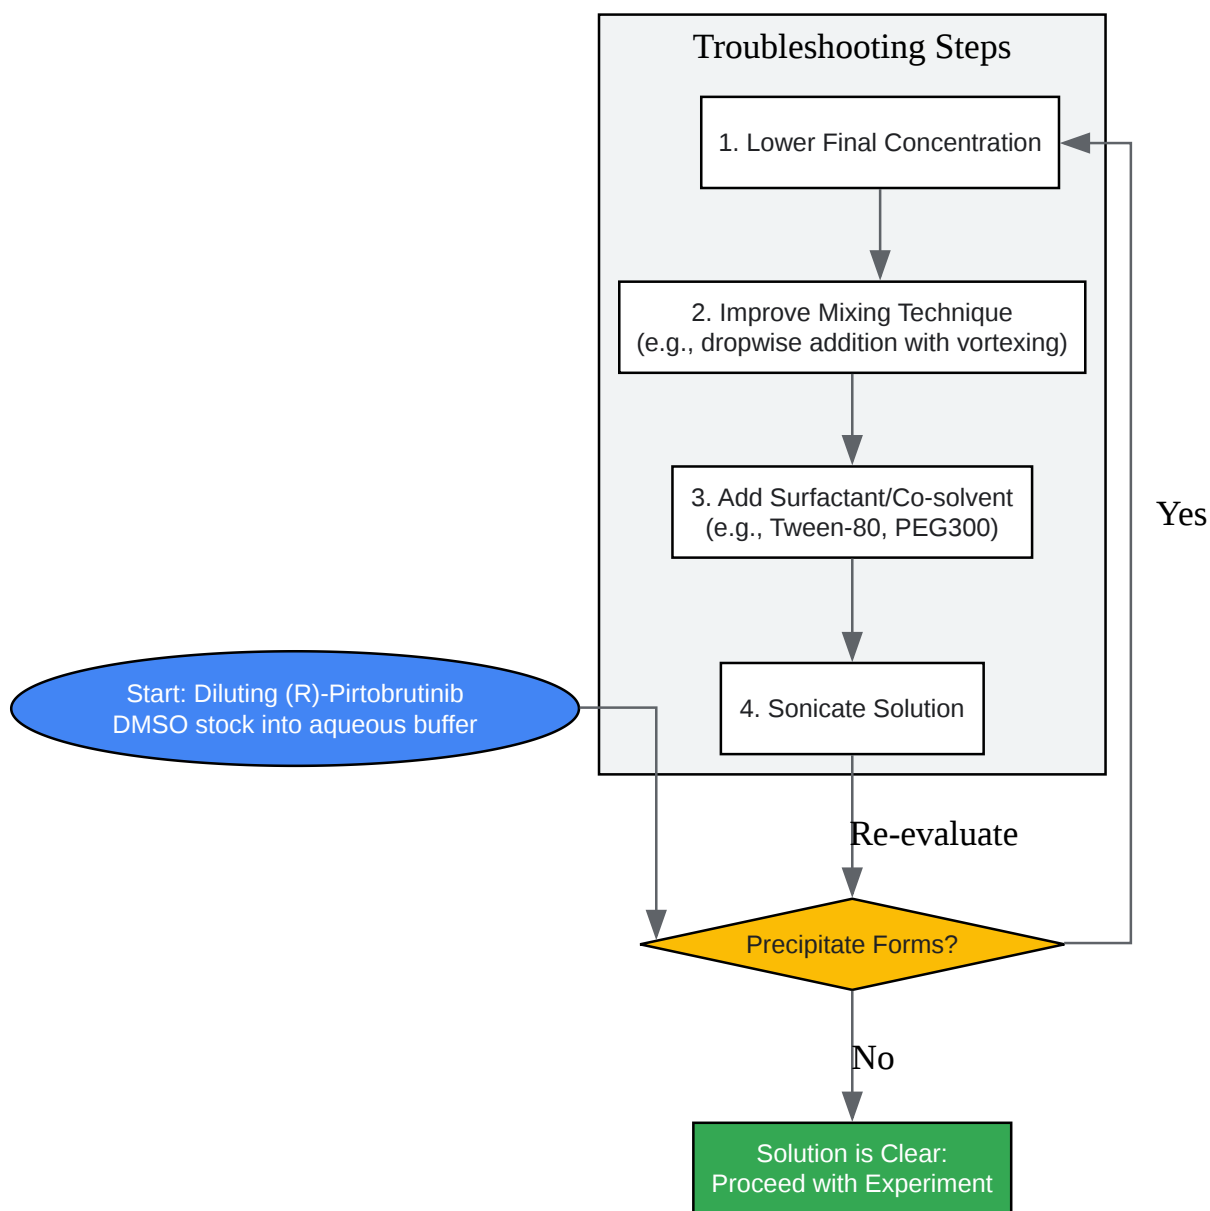 Troubleshooting Steps
1. Lower Final Concentration
2. Improve Mixing Technique
(e.g., dropwise addition with vortexing)
3. Add Surfactant/Co-solvent
(e.g., Tween-80, PEG300)
Yes
Start: Diluting (R)-Pirtobrutinib
DMSO stock into aqueous buffer
4. Sonicate Solution
Re-evaluate
Precipitate Forms?
No
Solution is Clear:
Proceed with Experiment